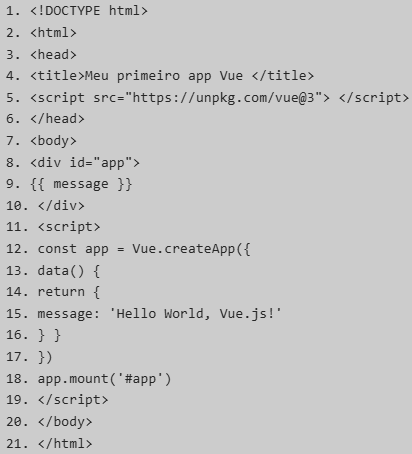 1. <!DOCTYPE html>
2. <html>
3. <head>
4. <title>Meu primeiro app Vue </title>
5. <script src="https://unpkg.com/vue@3"> </script>
6. </head>
7. <body>
8. <div id="app">
9. {{ message }}
10. </div>
11. <script>
12. const app = Vue.createApp({
13. data() {
14. return {
15. message: 'Hello World, Vue.js!'
16. } }
17. })
18. app.mount('#app')
19. </script>
20. </body>
21. </html>